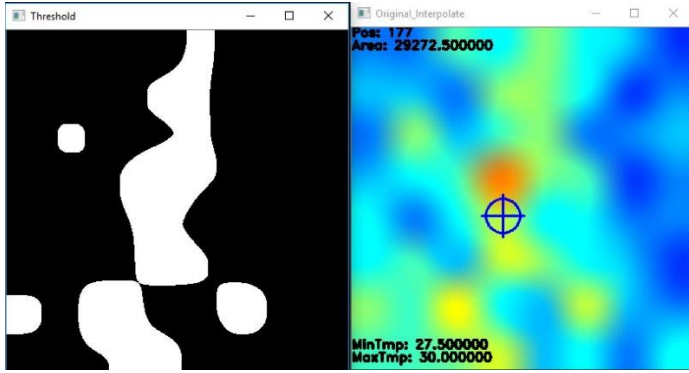 Threshold
Original_Interpolate
Pos: 177
Area: 29272.500000
MinTmp: 27.500000
MaxTmp: 30.000000